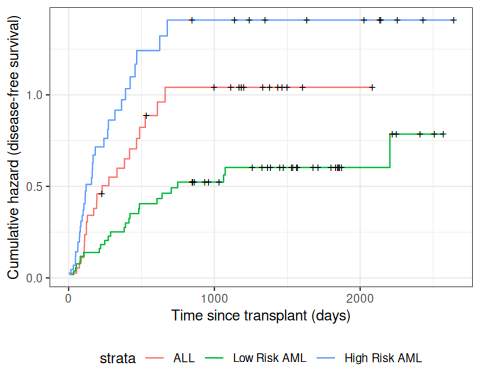 Cumulative hazard (disease-free survival)
1.0
0.5
0.0
0 1000 2000
Time since transplant (days)
strata ALL Low Risk AML High Risk AML